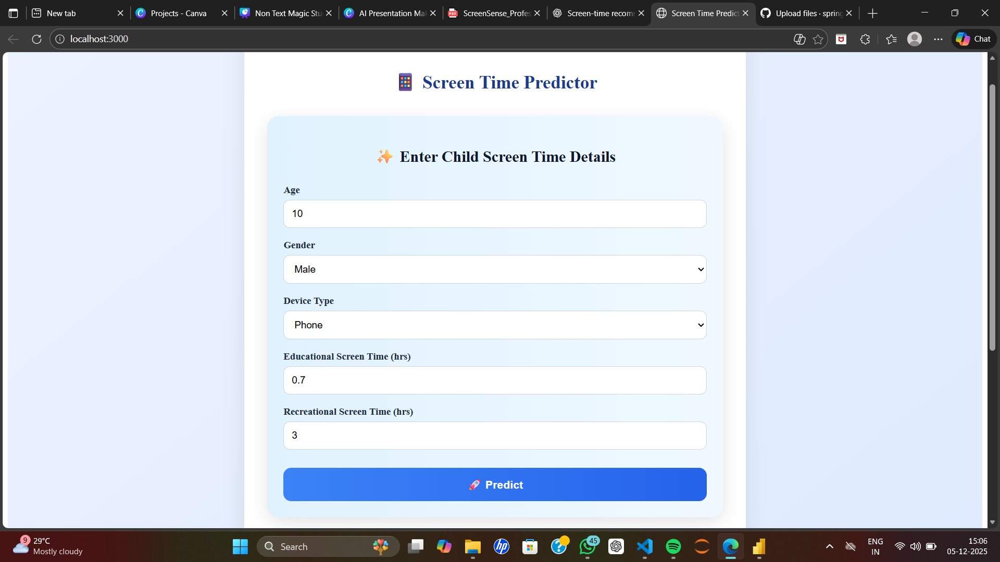 New tab
Projects - Canva
Non Text Magic Stu
AI Presentation Ma
ScreenSense_Profes
Screen-time recom
Screen Time Predict
Upload files · spring
localhost:3000
Chat
Screen Time Predictor
Enter Child Screen Time Details
Age
10
Gender
Male
Device Type
Phone
Educational Screen Time (hrs)
0.7
Recreational Screen Time (hrs)
3
Predict
9
29°C
Mostly cloudy
Search
hp
45
ENG
IN
15:06
05-12-2025